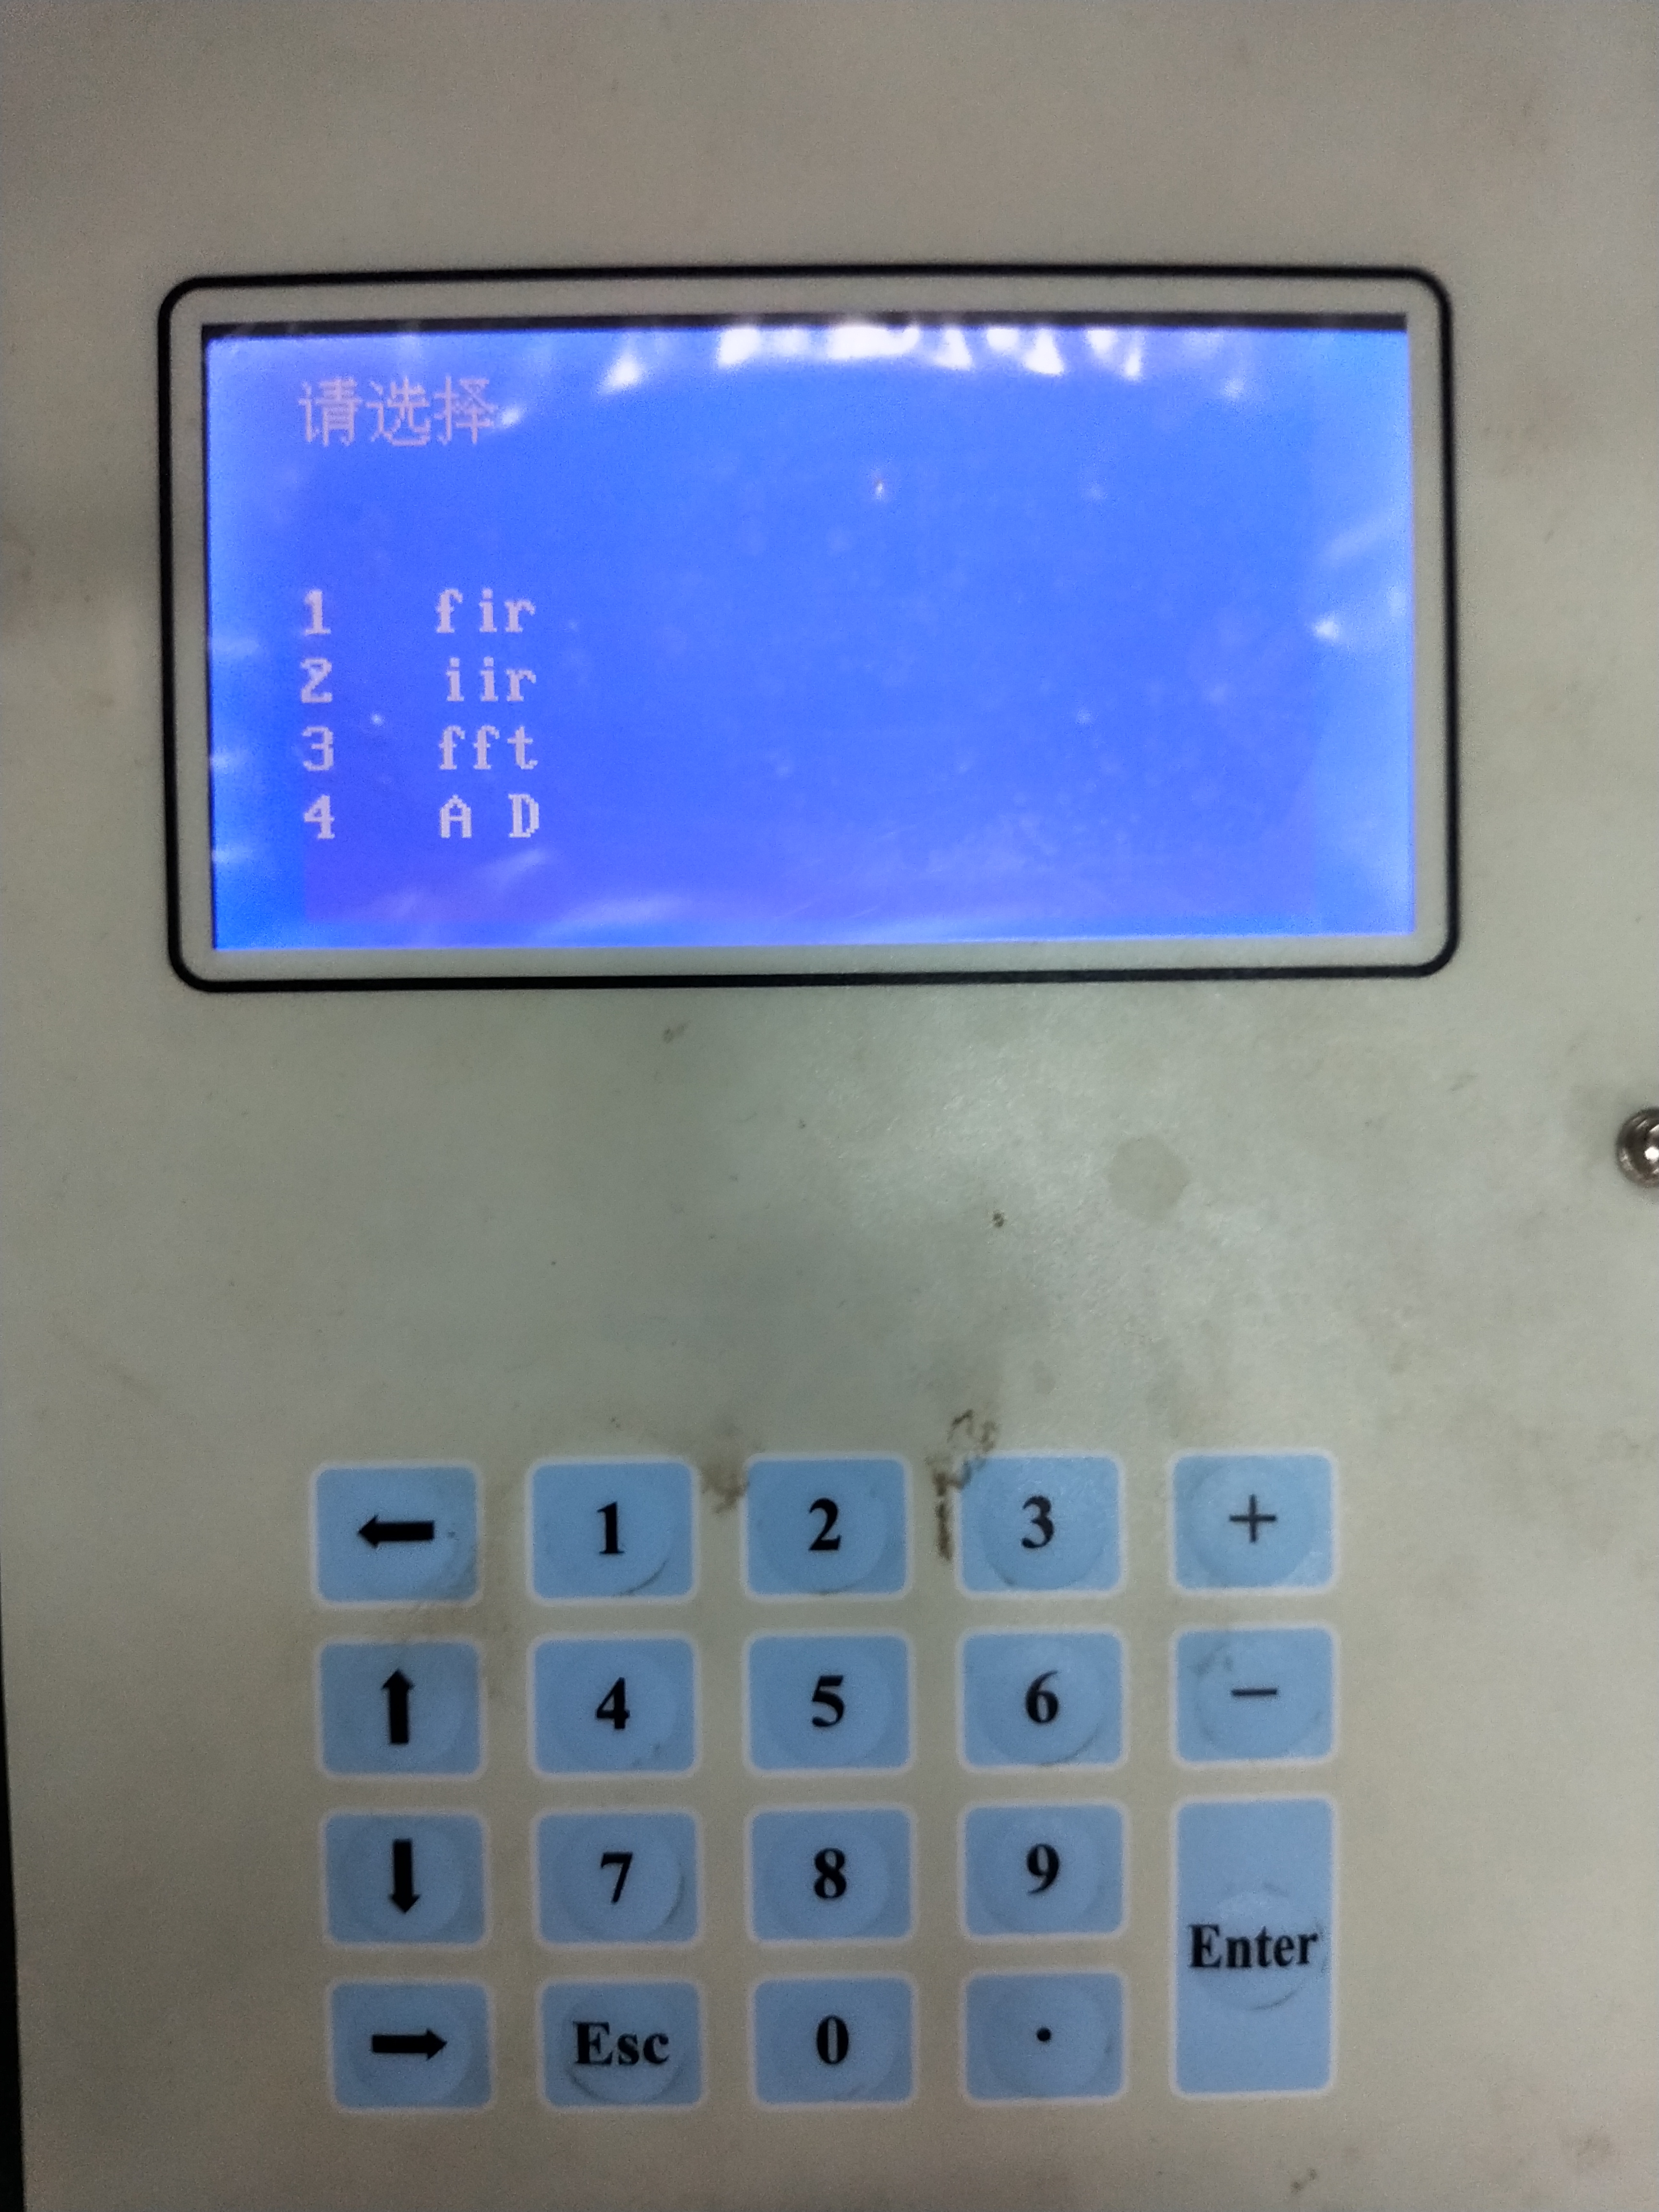 请选择
1 fir
2 iir
3 fft
4 A D
← 1 2 3 +
↑ 4 5 6 −
↓ 7 8 9
Enter
→ Esc 0 .